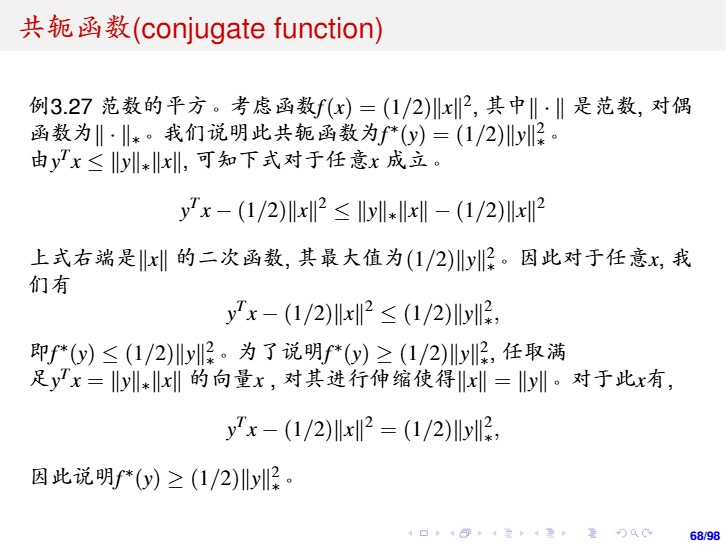 共轭函数(conjugate function)
例3.27 范数的平方。考虑函数f(x) = (1/2)‖x‖², 其中‖ · ‖ 是范数, 对偶
函数为‖ · ‖∗。我们说明此共轭函数为f*(y) = (1/2)‖y‖²∗。
由yᵀx ≤ ‖y‖∗‖x‖, 可知下式对于任意x 成立。
yᵀx − (1/2)‖x‖² ≤ ‖y‖∗‖x‖ − (1/2)‖x‖²
上式右端是‖x‖ 的二次函数, 其最大值为(1/2)‖y‖²∗。因此对于任意x, 我
们有
yᵀx − (1/2)‖x‖² ≤ (1/2)‖y‖²∗,
即f*(y) ≤ (1/2)‖y‖²∗。为了说明f*(y) ≥ (1/2)‖y‖²∗, 任取满
足yᵀx = ‖y‖∗‖x‖ 的向量x , 对其进行伸缩使得‖x‖ = ‖y‖。对于此x有,
yᵀx − (1/2)‖x‖² = (1/2)‖y‖²∗,
因此说明f*(y) ≥ (1/2)‖y‖²∗。
68/98